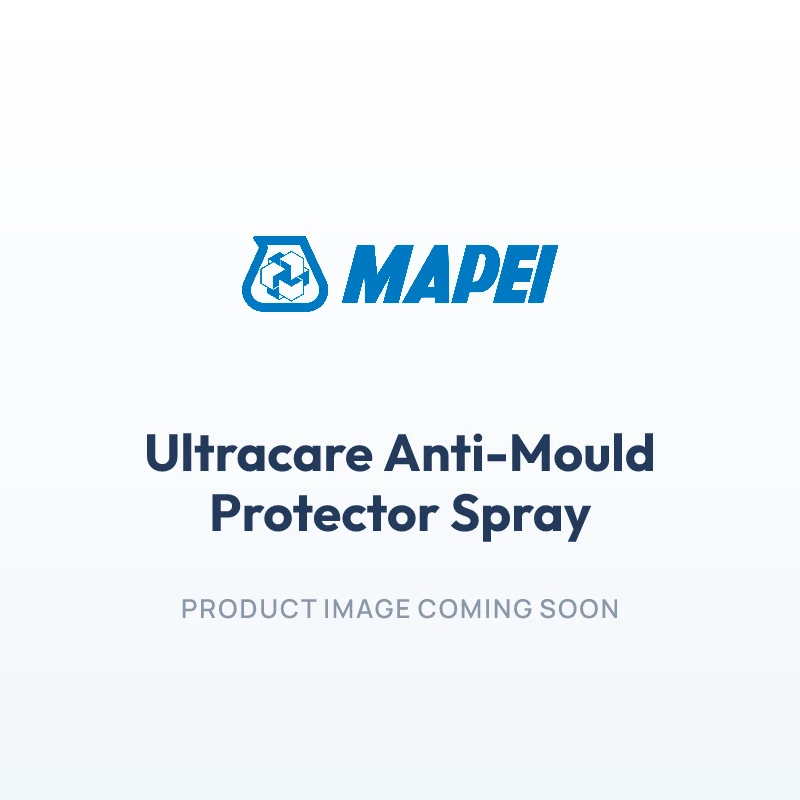 MAPEI
Ultracare Anti-Mould
Protector Spray
PRODUCT IMAGE COMING SOON